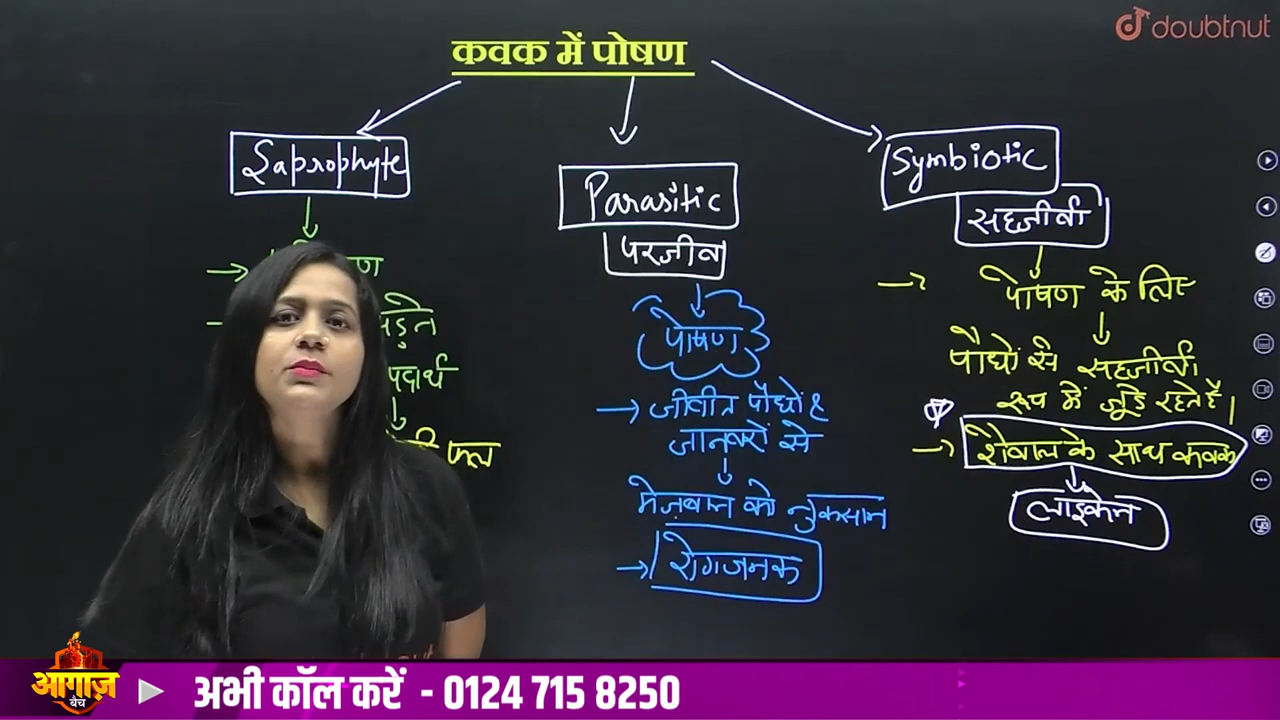 doubtnut
कवक में पोषण
Saprophyte
पदार्थ
Parasitic
परजीवी
पोषण
जीवीत पौघों &
जानवरों से
मेज़बान को नुकसान
रोगजनक
Symbiotic
सहजीवी
पोषण के लिए
पौघों से सहजीवी
रूप में जूड़े रहते है।
शैवाल के साथ कवक
लाइकेन
आगाज़
बैच
अभी कॉल करें - 0124 715 8250